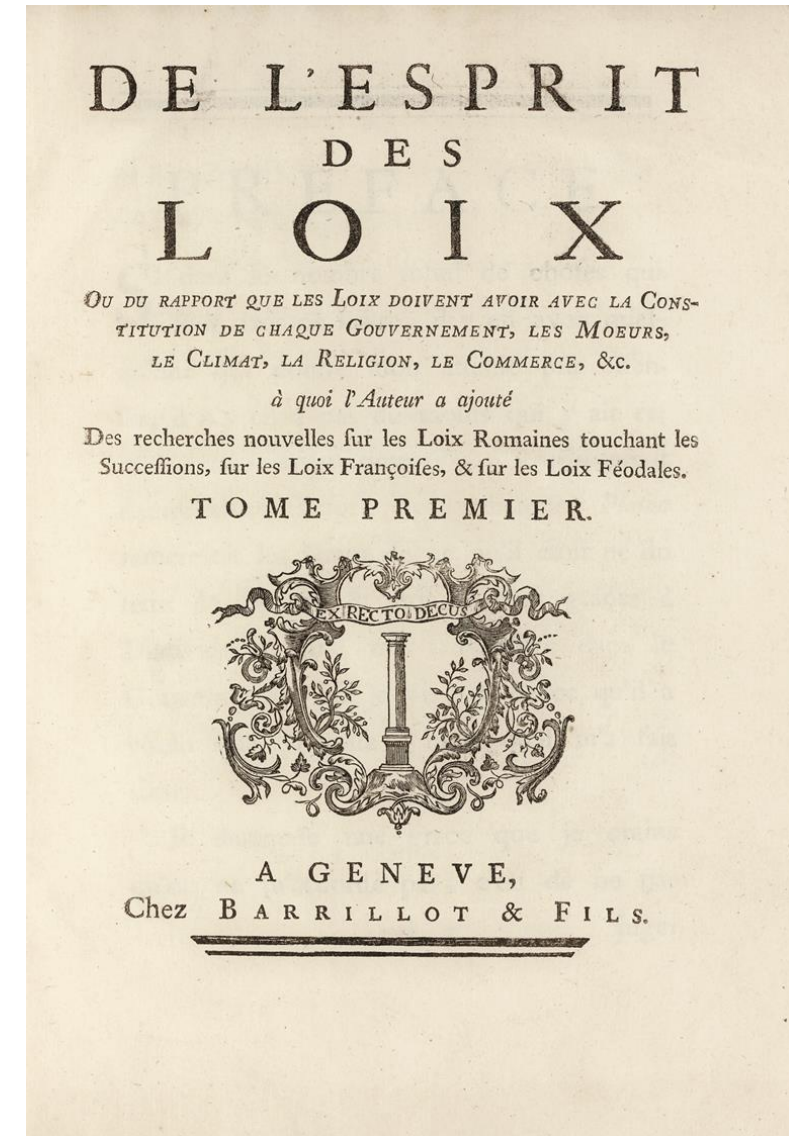 DE L'ESPRIT
DES
LOIX
OU DU RAPPORT QUE LES LOIX DOIVENT AVOIR AVEC LA CONS-
TITUTION DE CHAQUE GOUVERNEMENT, LES MOEURS,
LE CLIMAT, LA RELIGION, LE COMMERCE, &c.
à quoi l'Auteur a ajouté
Des recherches nouvelles ſur les Loix Romaines touchant les
Succeſſions, ſur les Loix Françoiſes, & ſur les Loix Féodales.
TOME PREMIER.
EX RECTO DECUS
A GENEVE,
Chez BARRILLOT & FILS.